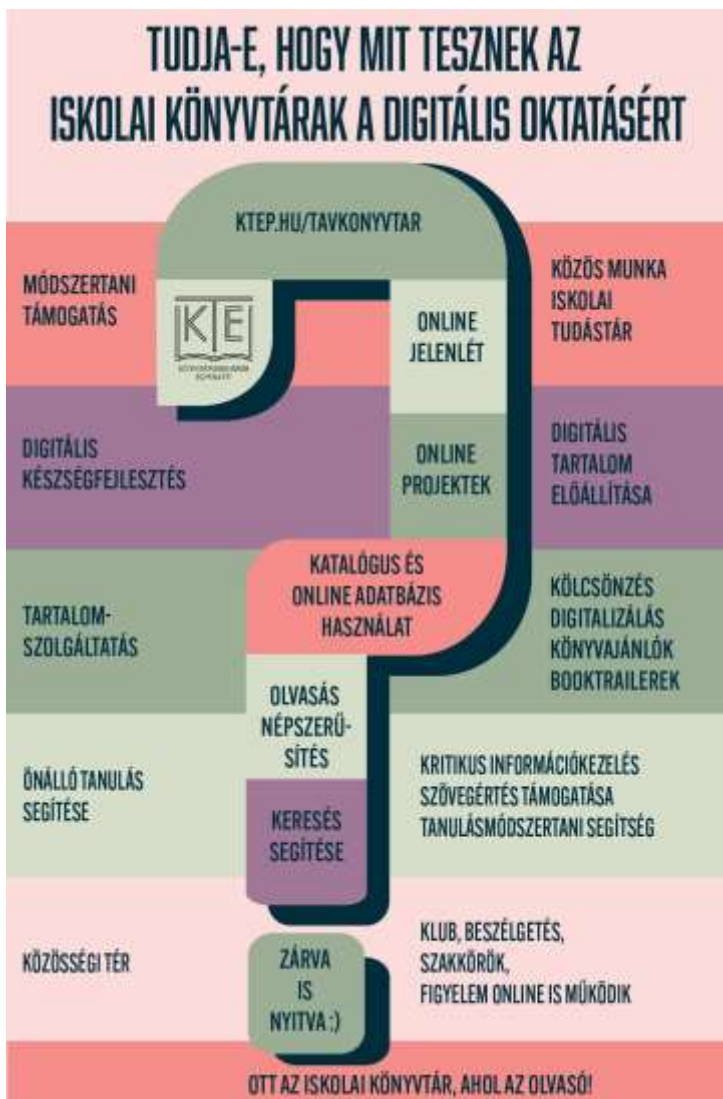 TUDJA-E, HOGY MIT TESZNEK AZ
ISKOLAI KÖNYVTÁRAK A DIGITÁLIS OKTATÁSÉRT
KTEP.HU/TAVKONYVTAR
MÓDSZERTANI
TÁMOGATÁS
KTE
ONLINE
JELENLÉT
KÖZÖS MUNKA
ISKOLAI
TUDÁSTÁR
DIGITÁLIS
KÉSZSÉGFEJLESZTÉS
ONLINE
PROJEKTEK
DIGITÁLIS
TARTALOM
ELŐÁLLÍTÁSA
TARTALOM-
SZOLGÁLTATÁS
KATALÓGUS ÉS
ONLINE ADATBÁZIS
HASZNÁLAT
KÖLCSÖNZÉS
DIGITALIZÁLÁS
KÖNYVAJÁNLÓK
BOOKTRAILEREK
ÖNÁLLÓ TANULÁS
SEGÍTÉSE
OLVASÁS
NÉPSZERŰ-
SÍTÉS
KERESÉS
SEGÍTÉSE
KRITIKUS INFORMÁCIÓKEZELÉS
SZÖVEGÉRTÉS TÁMOGATÁSA
TANULÁSMÓDSZERTANI SEGÍTSÉG
KÖZÖSSÉGI TÉR
ZÁRVA
IS
NYITVA :)
KLUB, BESZÉLGETÉS,
SZAKKÖRÖK,
FIGYELEM ONLINE IS MŰKÖDIK
OTT AZ ISKOLAI KÖNYVTÁR, AHOL AZ OLVASÓ!